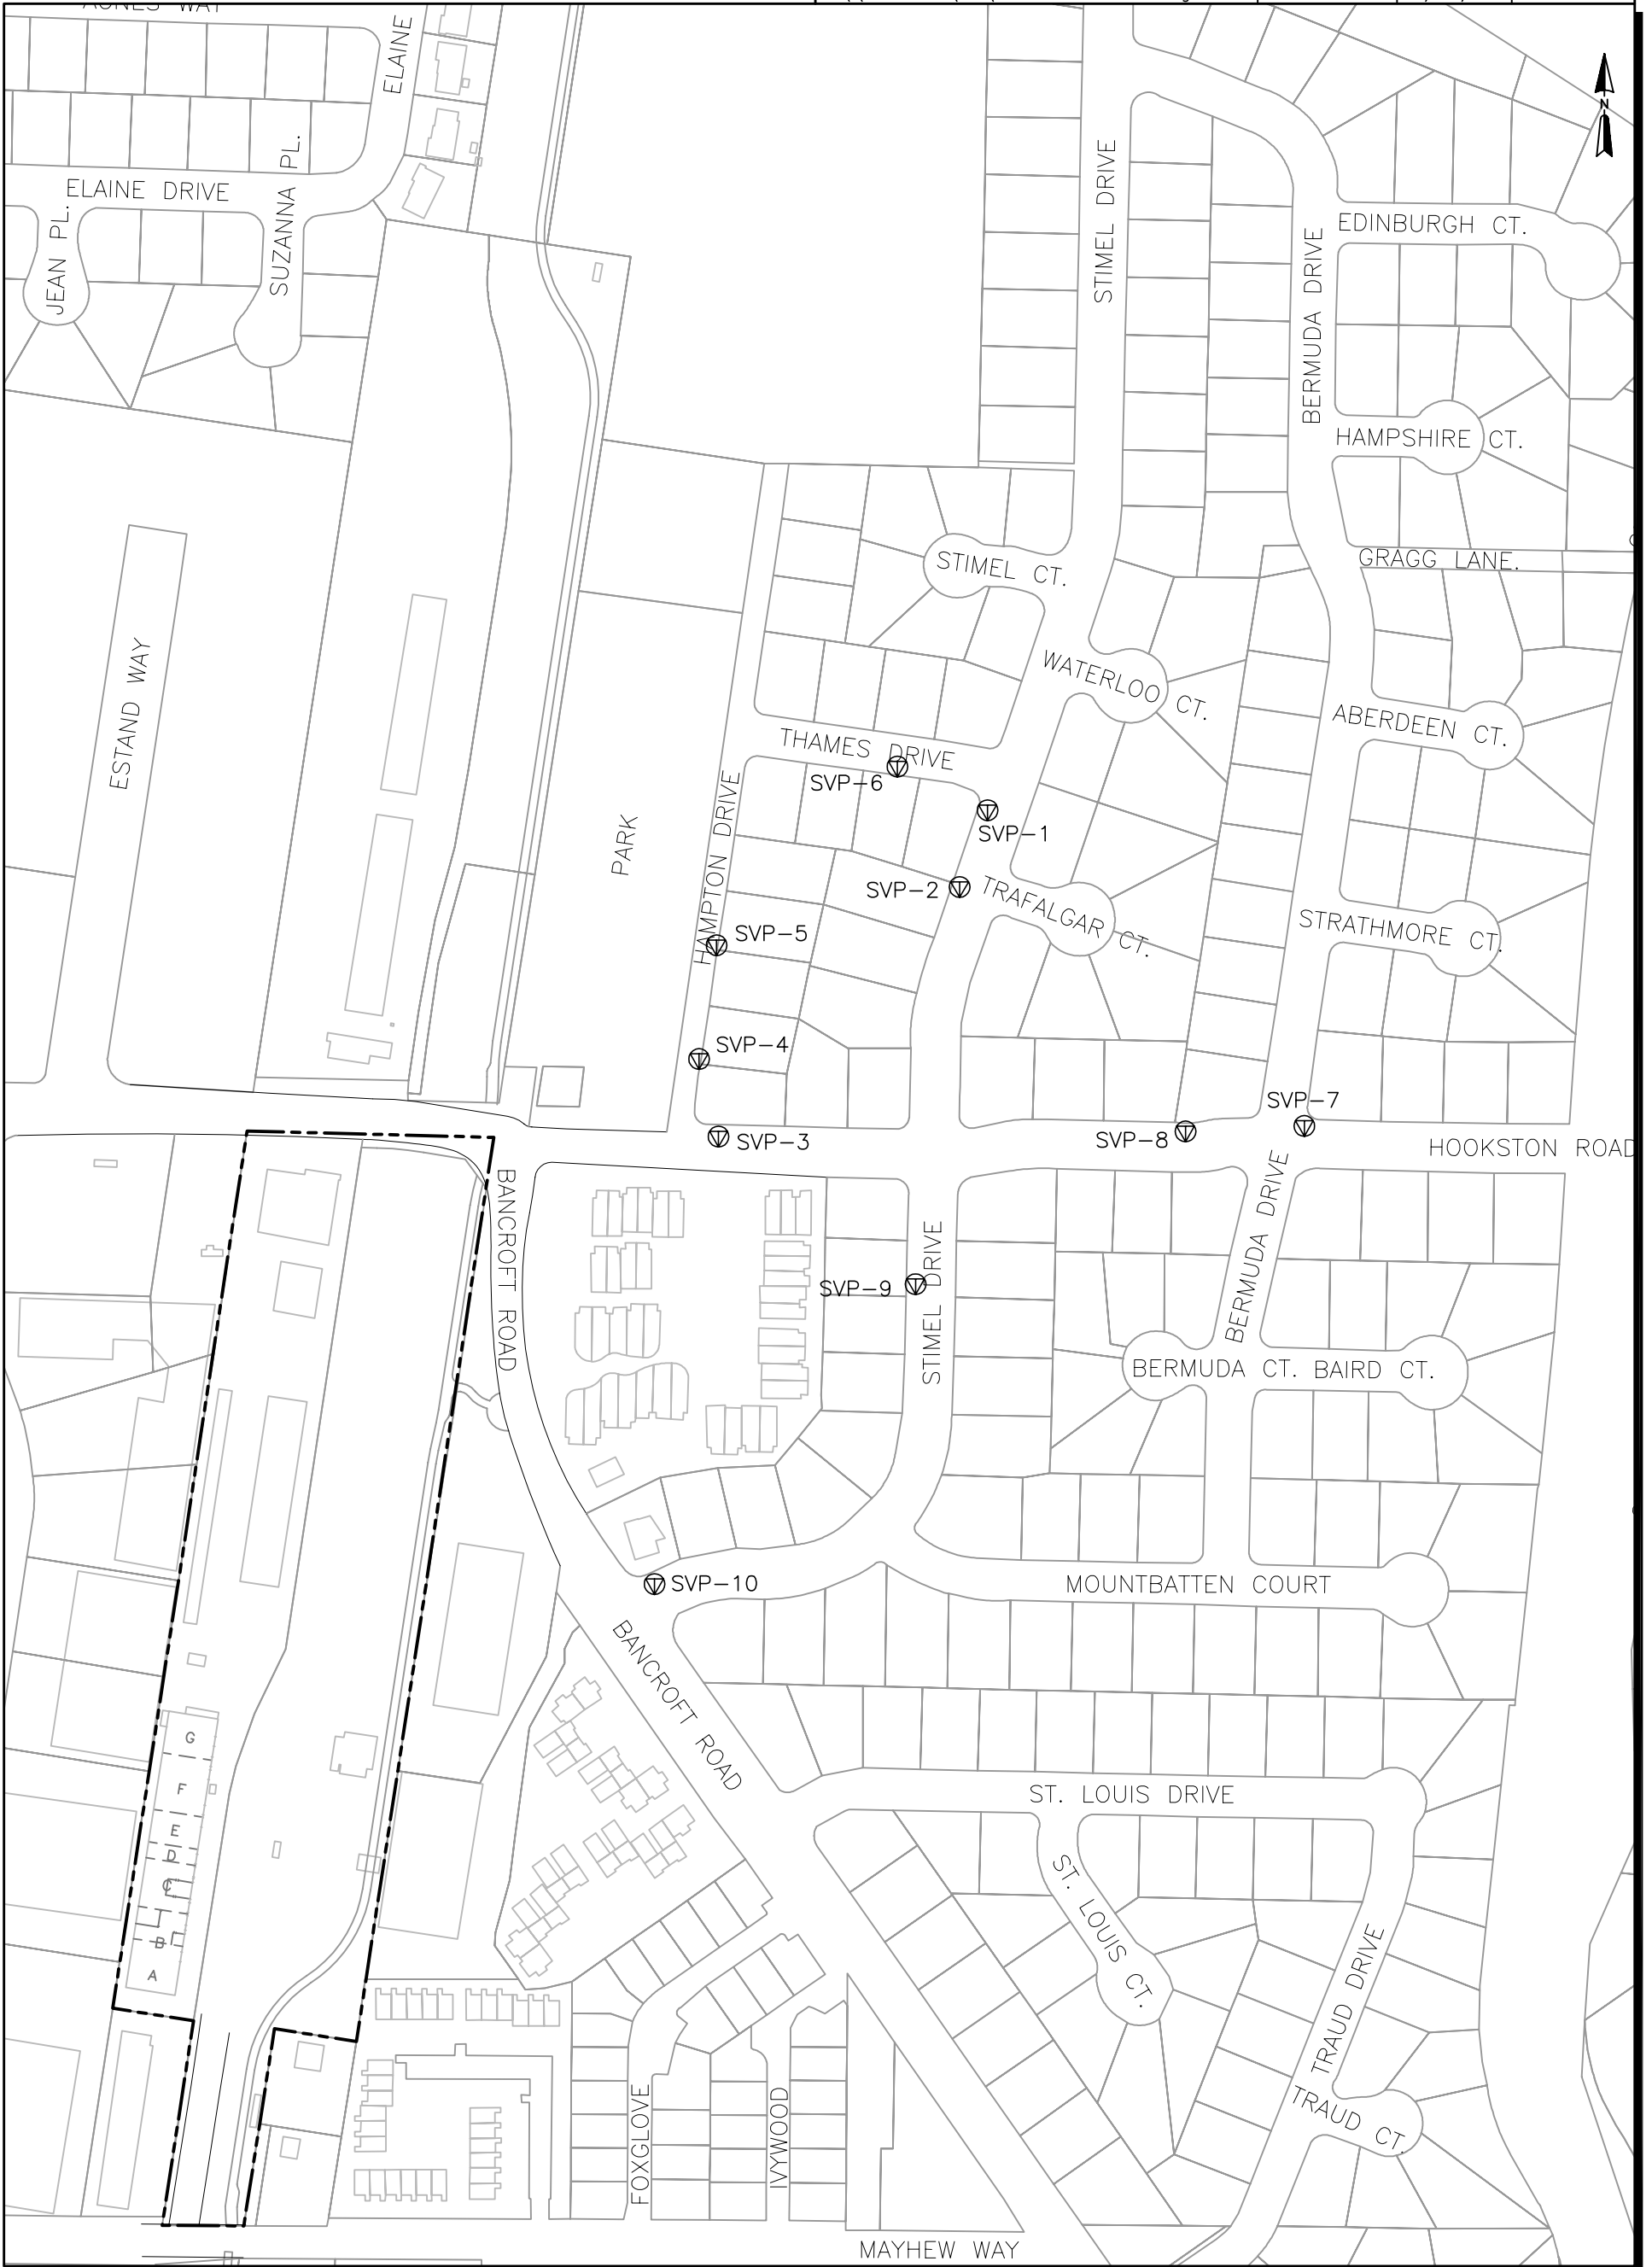 AGNES WAY
ELAINE
N
ELAINE DRIVE
SUZANNA PL.
JEAN PL.
STIMEL DRIVE
BERMUDA DRIVE
EDINBURGH CT.
HAMPSHIRE CT.
GRAGG LANE.
STIMEL CT.
WATERLOO CT.
ABERDEEN CT.
ESTAND WAY
THAMES DRIVE
SVP-6
SVP-1
HAMPTON DRIVE
PARK
SVP-2
TRAFALGAR CT.
STRATHMORE CT.
SVP-5
SVP-4
SVP-3
SVP-8
SVP-7
HOOKSTON ROAD
BANCROFT ROAD
BERMUDA DRIVE
SVP-9
STIMEL DRIVE
BERMUDA CT.
BAIRD CT.
SVP-10
MOUNTBATTEN COURT
BANCROFT ROAD
G
F
E
D
C
B
A
ST. LOUIS DRIVE
ST. LOUIS CT.
TRAUD DRIVE
TRAUD CT.
FOXGLOVE
IVYWOOD
MAYHEW WAY